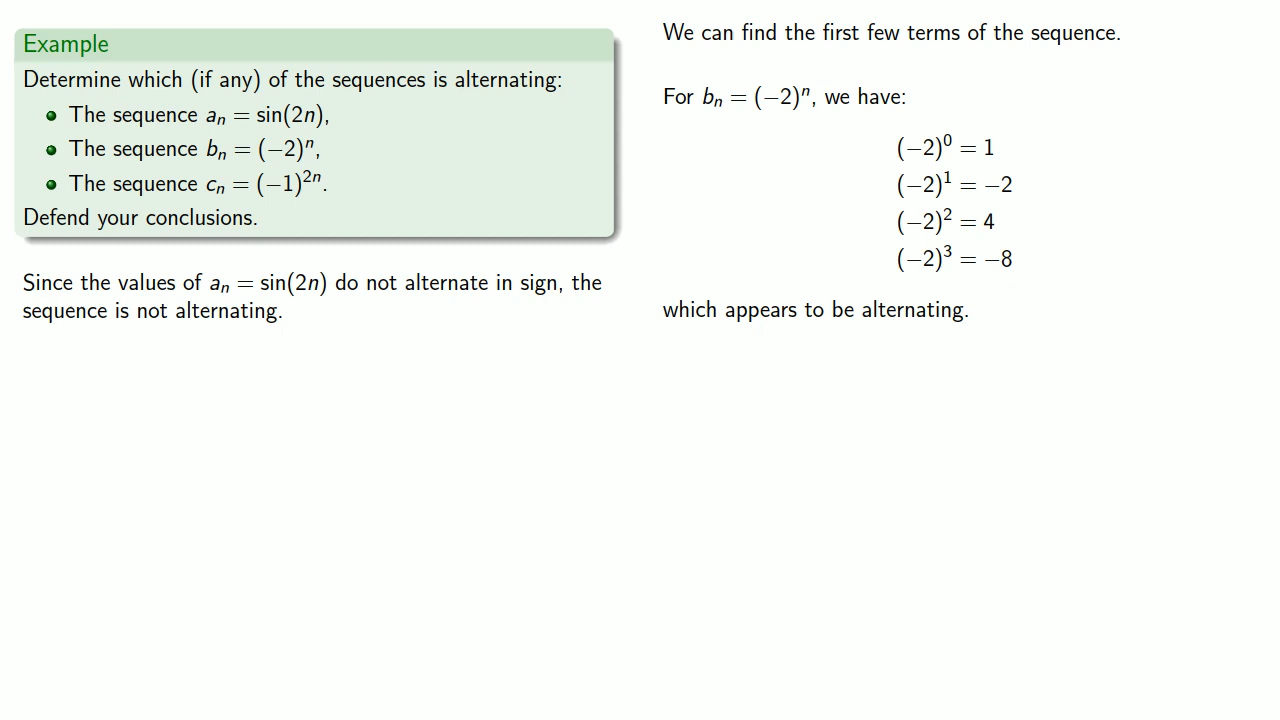 Example
Determine which (if any) of the sequences is alternating:
The sequence aₙ = sin(2n),
The sequence bₙ = (−2)ⁿ,
The sequence cₙ = (−1)²ⁿ.
Defend your conclusions.
Since the values of aₙ = sin(2n) do not alternate in sign, the
sequence is not alternating.
We can find the first few terms of the sequence.
For bₙ = (−2)ⁿ, we have:
(−2)⁰ = 1
(−2)¹ = −2
(−2)² = 4
(−2)³ = −8
which appears to be alternating.